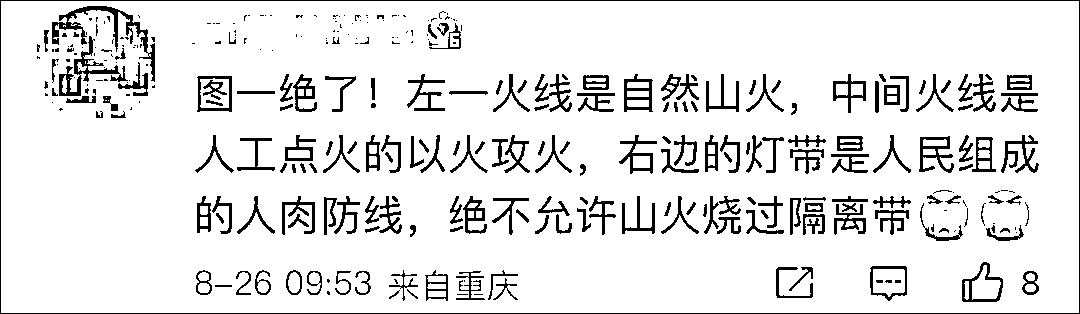 图一绝了！左一火线是自然山火，中间火线是
人工点火的以火攻火，右边的灯带是人民组成
的人肉防线，绝不允许山火烧过隔离带
8-26 09:53 来自重庆
8